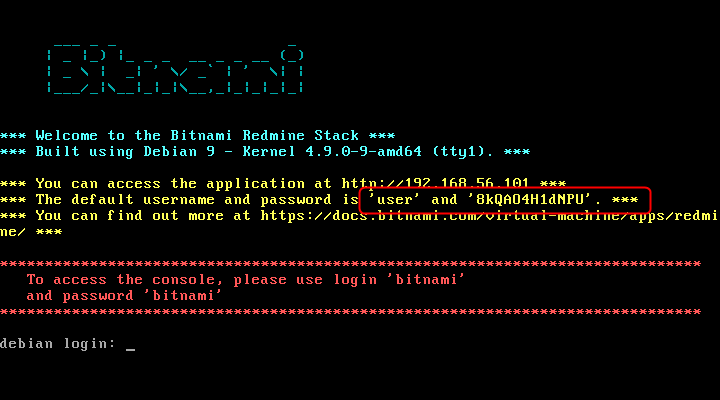 Bitnami
*** Welcome to the Bitnami Redmine Stack ***
*** Built using Debian 9 - Kernel 4.9.0-9-amd64 (tty1). ***
*** You can access the application at http://192.168.56.101 ***
*** The default username and password is 'user' and '8kQAO4H1dNPU'. ***
*** You can find out more at https://docs.bitnami.com/virtual-machine/apps/redmi
ne/ ***
******************************************************************************
To access the console, please use login 'bitnami'
and password 'bitnami'
******************************************************************************
debian login: _